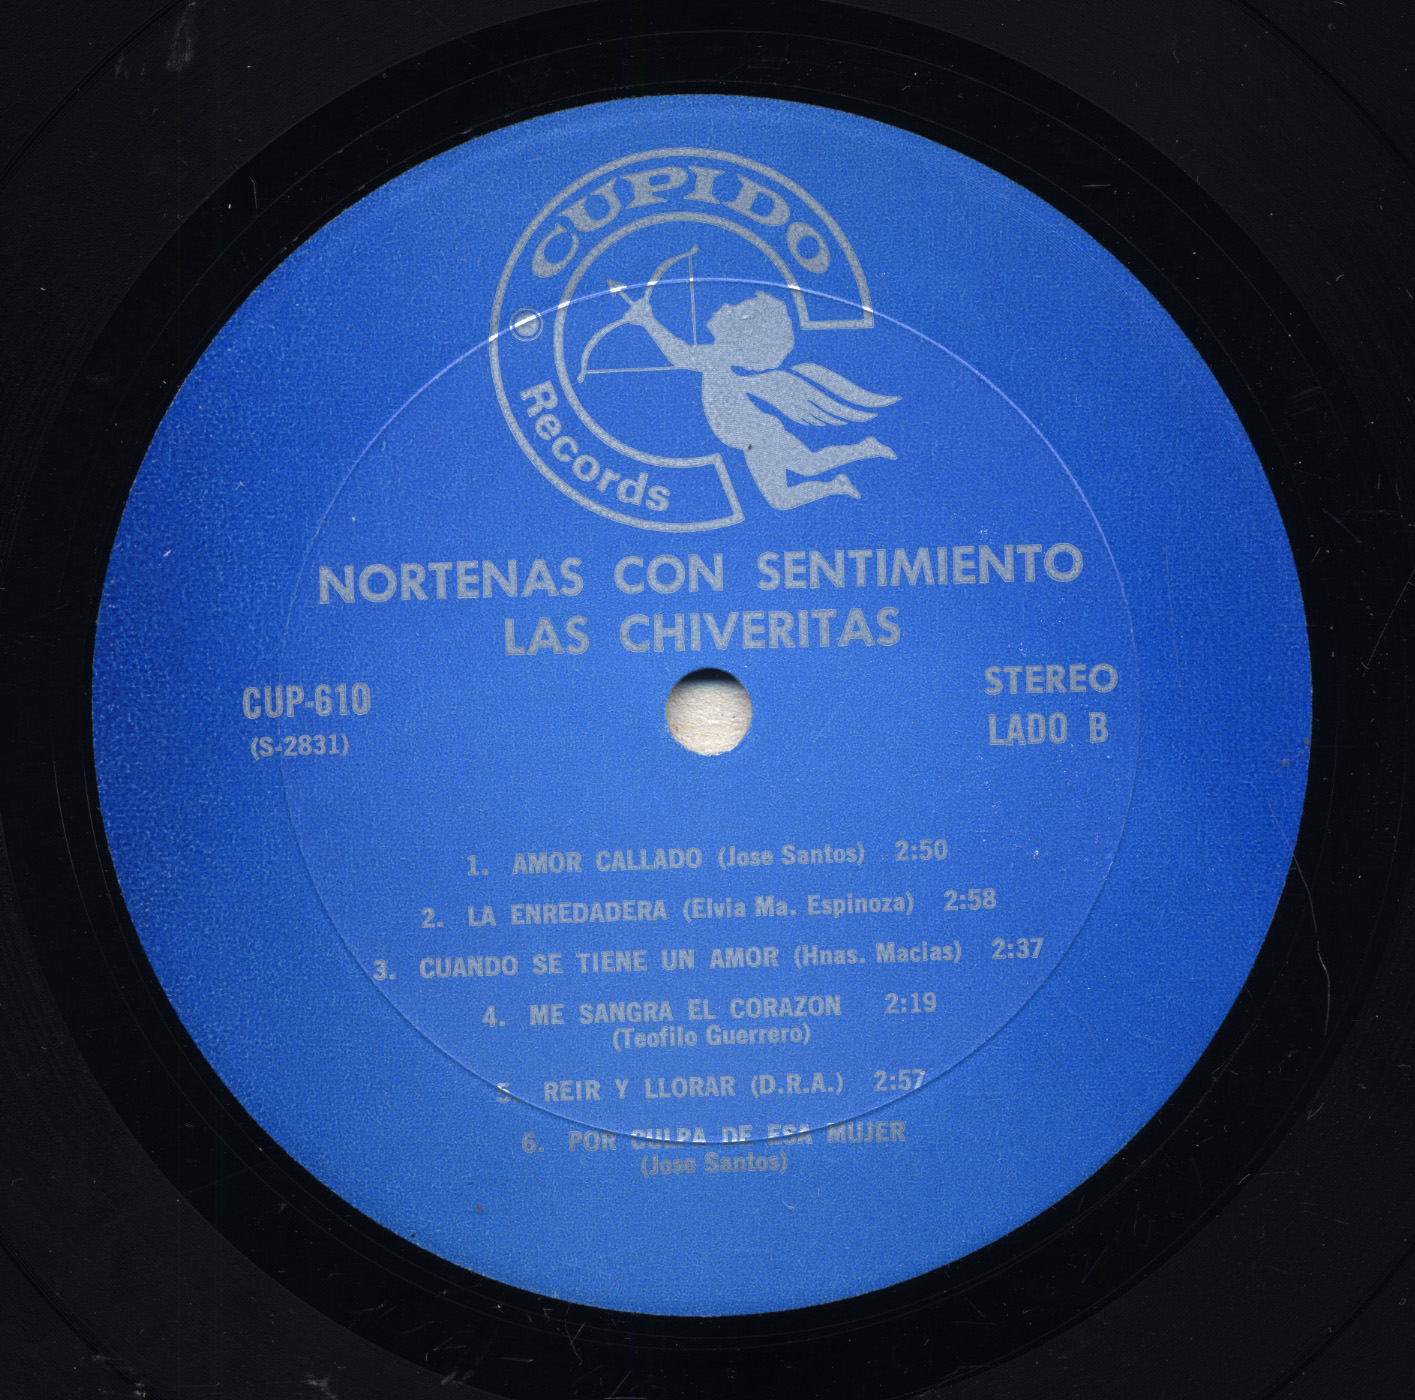 CUPIDO
Records
NORTENAS CON SENTIMIENTO
LAS CHIVERITAS
CUP-610
(S-2831)
STEREO
LADO B
1. AMOR CALLADO (Jose Santos) 2:50
2. LA ENREDADERA (Elvia Ma. Espinoza) 2:58
3. CUANDO SE TIENE UN AMOR (Hnas. Macias) 2:37
4. ME SANGRA EL CORAZON 2:19
(Teofilo Guerrero)
5. REIR Y LLORAR (D.R.A.) 2:57
6. POR CULPA DE ESA MUJER
(Jose Santos)